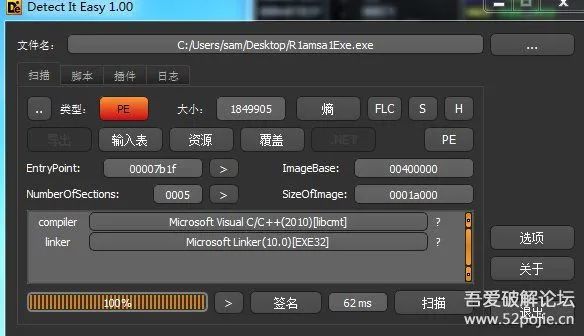 Detect It Easy 1.00
文件名: C:/Users/sam/Desktop/R1amsa1Exe.exe ...
扫描 脚本 插件 日志
.. 类型: PE 大小: 1849905 熵 FLC S H
导出 输入表 资源 覆盖 .NET PE
EntryPoint: 00007b1f > ImageBase: 00400000
NumberOfSections: 0005 > SizeOfImage: 0001a000
compiler Microsoft Visual C/C++(2010)[libcmt] ?
linker Microsoft Linker(10.0)[EXE32] ?
选项
关于
100% > 签名 62 ms 扫描 退出
吾爱破解论坛
www.52pojie.cn